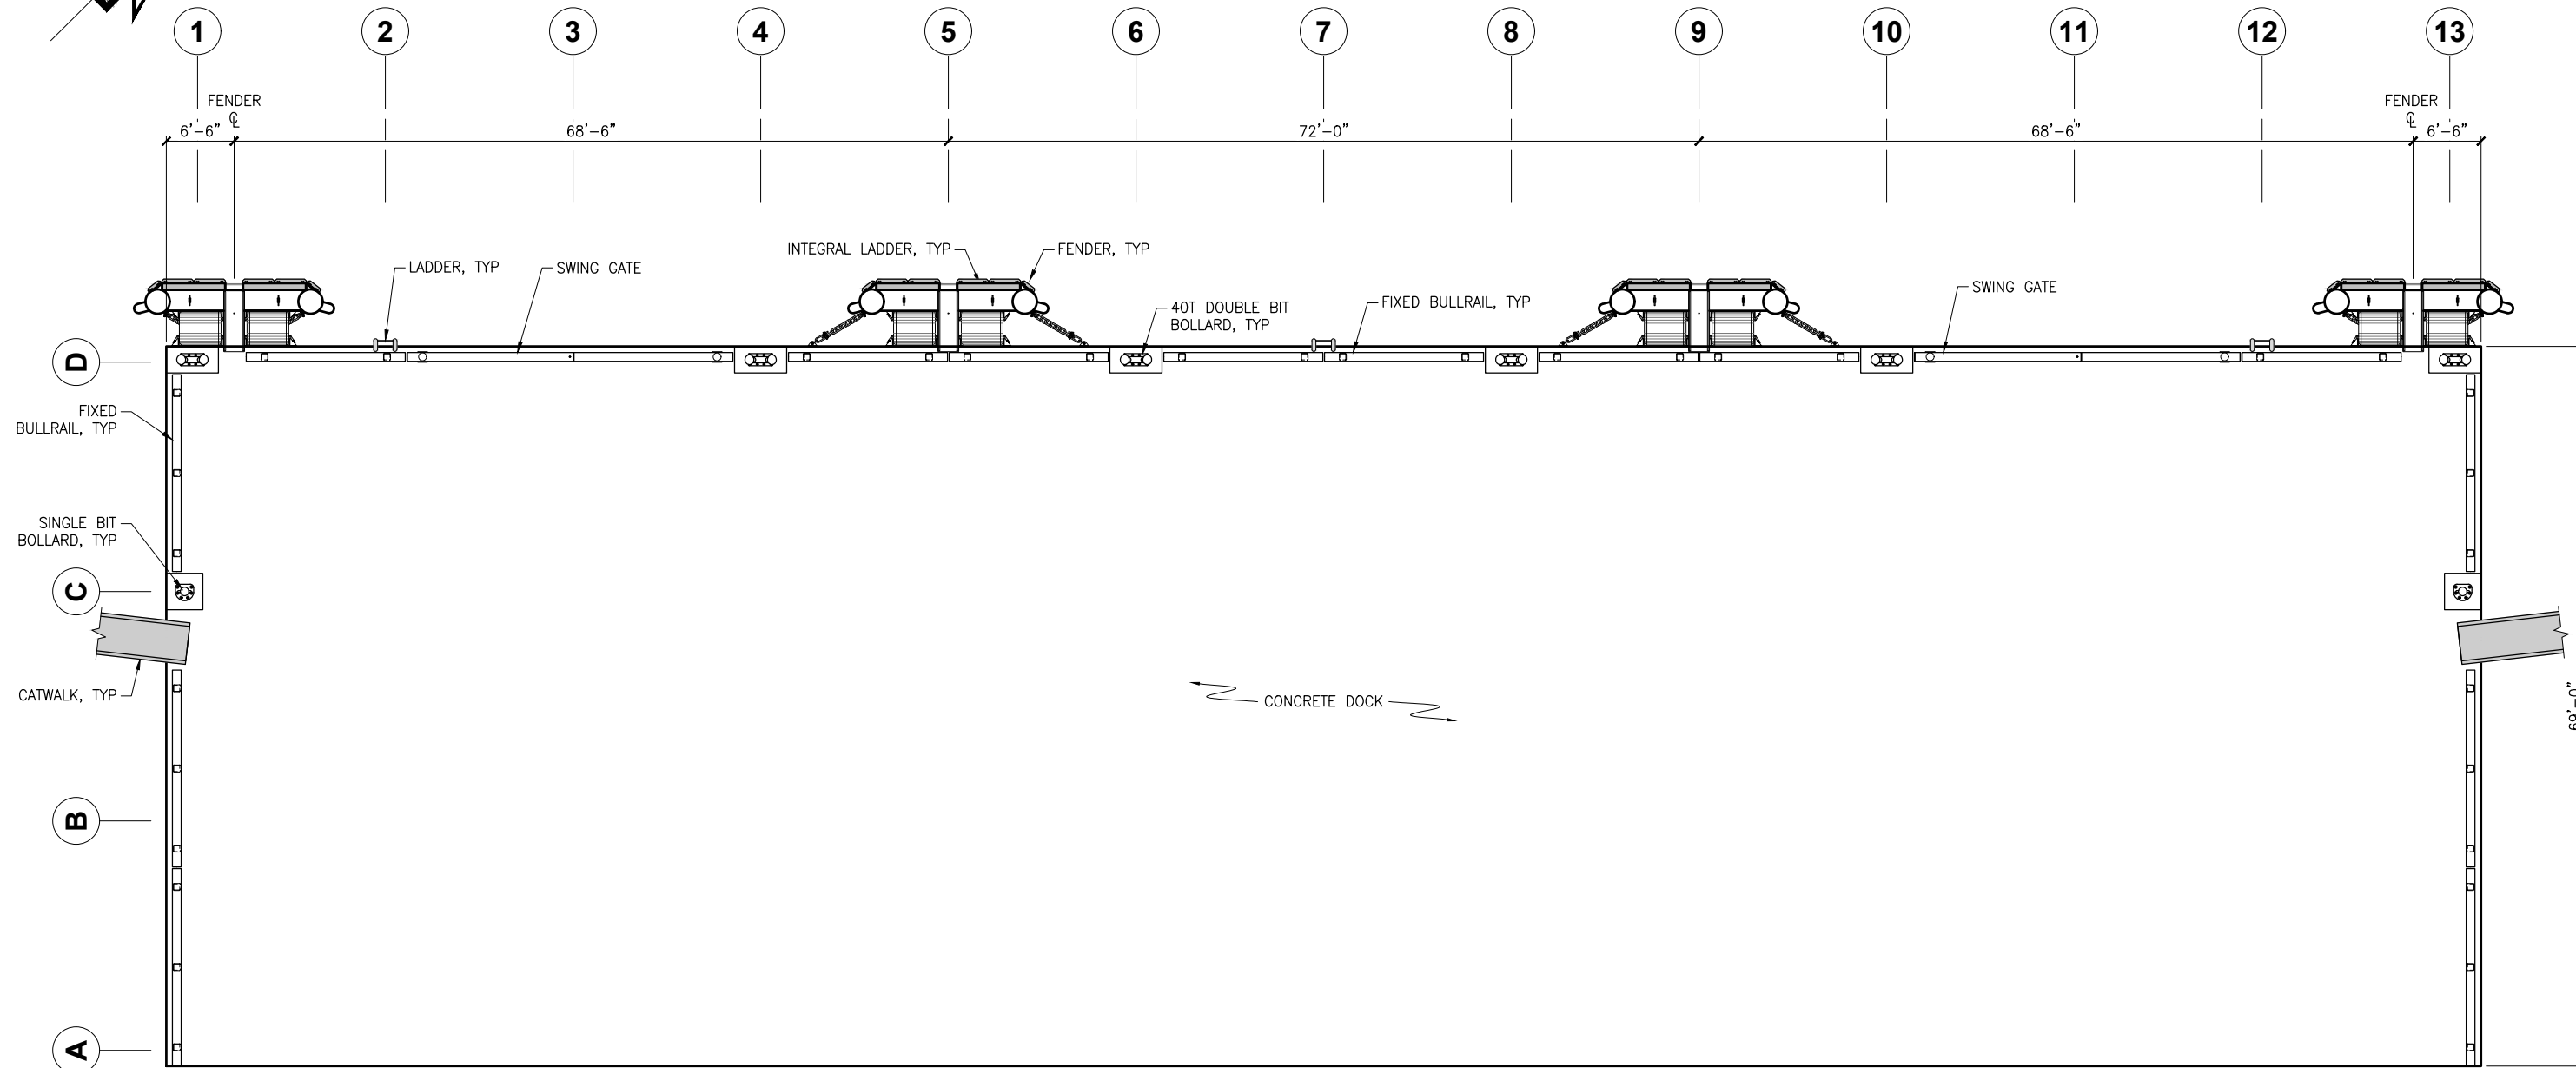 1 2 3 4 5 6 7 8 9 10 11 12 13
FENDER
℄
FENDER
℄
6'-6" 68'-6" 72'-0" 68'-6" 6'-6"
INTEGRAL LADDER, TYP
FENDER, TYP
LADDER, TYP
SWING GATE
40T DOUBLE BIT
BOLLARD, TYP
FIXED BULLRAIL, TYP
SWING GATE
D
FIXED
BULLRAIL, TYP
SINGLE BIT
BOLLARD, TYP
C
CATWALK, TYP
CONCRETE DOCK
69'-0"
B
A